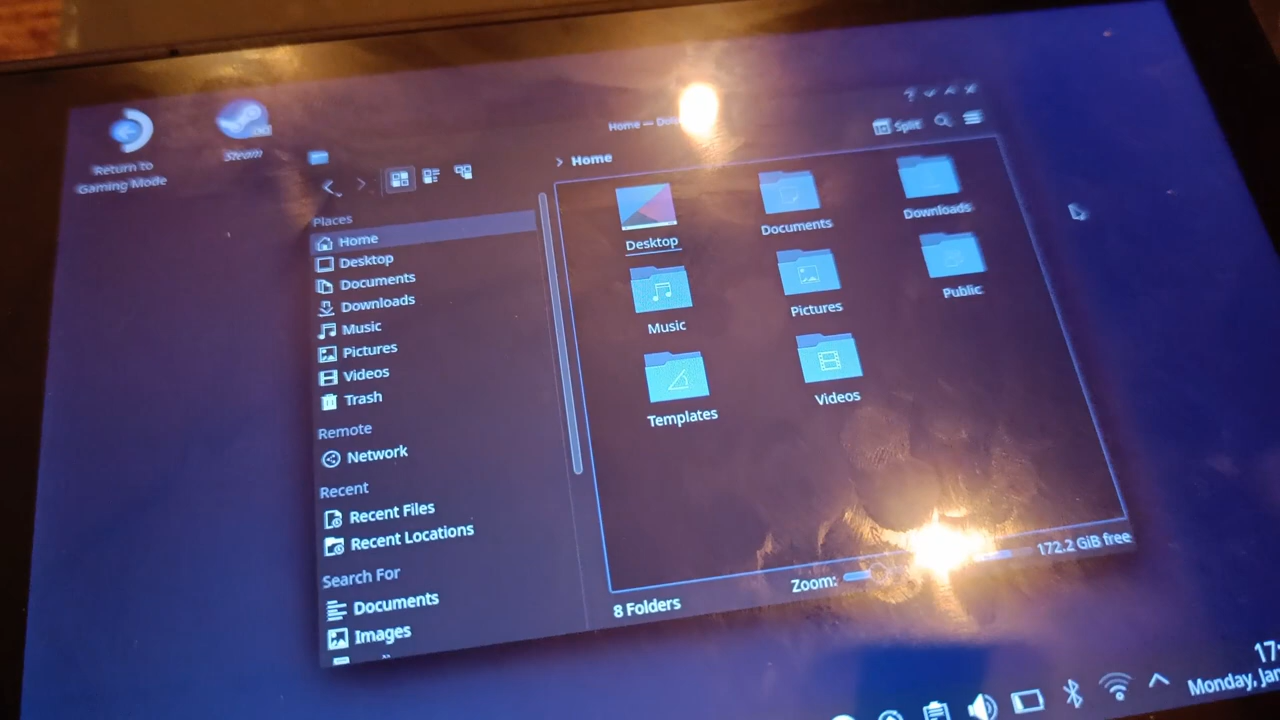 Return to
Gaming Mode
Steam
Home —
Split
Home
Places
Home
Desktop
Documents
Downloads
Music
Pictures
Videos
Trash
Remote
Network
Recent
Recent Files
Recent Locations
Search For
Documents
Images
Desktop
Documents
Downloads
Music
Pictures
Public
Templates
Videos
8 Folders
Zoom:
172.2 GiB free
17:
Monday, Jan